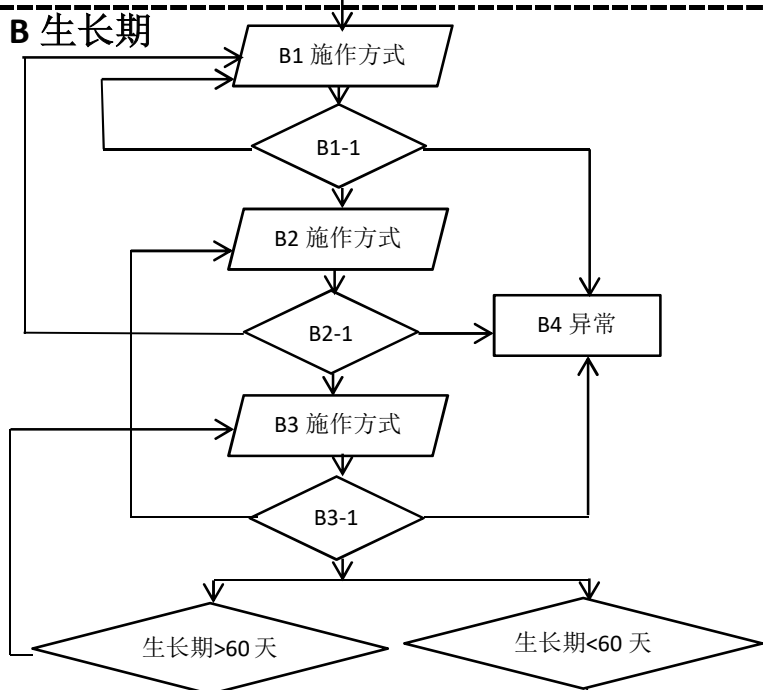 B 生长期
B1 施作方式
B1-1
B2 施作方式
B2-1
B4 异常
B3 施作方式
B3-1
生长期>60 天
生长期<60 天